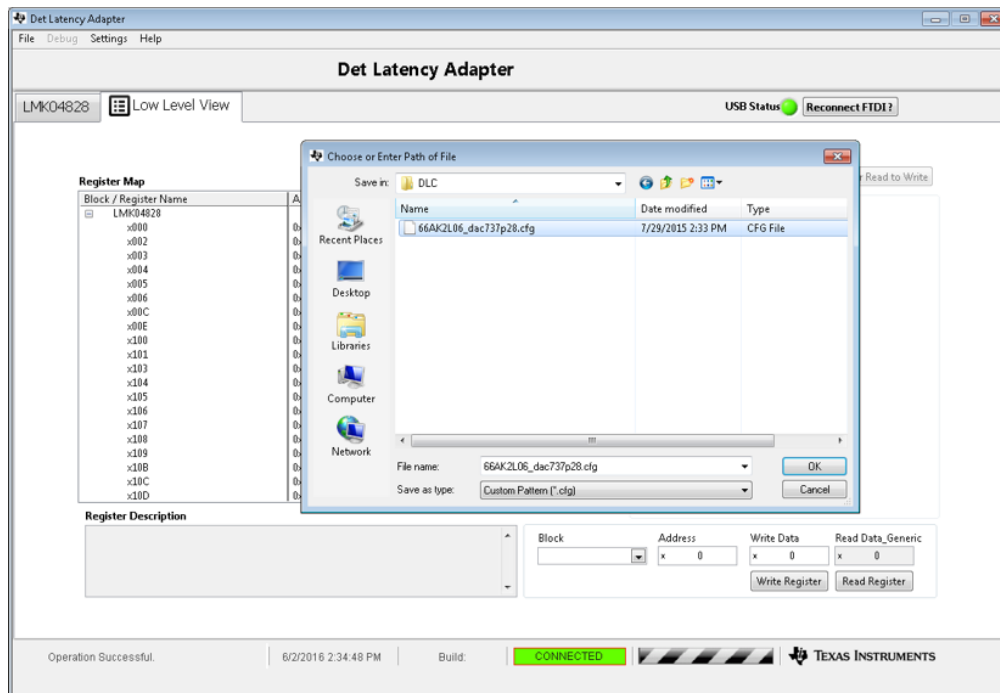 Det Latency Adapter
File Debug Settings Help
Det Latency Adapter
LMK04828 Low Level View USB Status Reconnect FTDI?
Choose or Enter Path of File
Save in: DLC
Read to Write
Register Map
Block / Register Name
Name Date modified Type
LMK04828
66AK2L06_dac737p28.cfg 7/29/2015 2:33 PM CFG File
x000
x002
Recent Places
x003
x004
x005
Desktop
x006
x00C
x00E
Libraries
x100
x101
x103
x104
Computer
x105
x106
x107
x108
Network
x109
x10B
File name: 66AK2L06_dac737p28.cfg OK
x10C
Save as type: Custom Pattern (*.cfg) Cancel
x10D
Register Description
Block Address Write Data Read Data_Generic
x 0 x 0 x 0
Write Register Read Register
Operation Successful. 6/2/2016 2:34:48 PM Build: CONNECTED TEXAS INSTRUMENTS